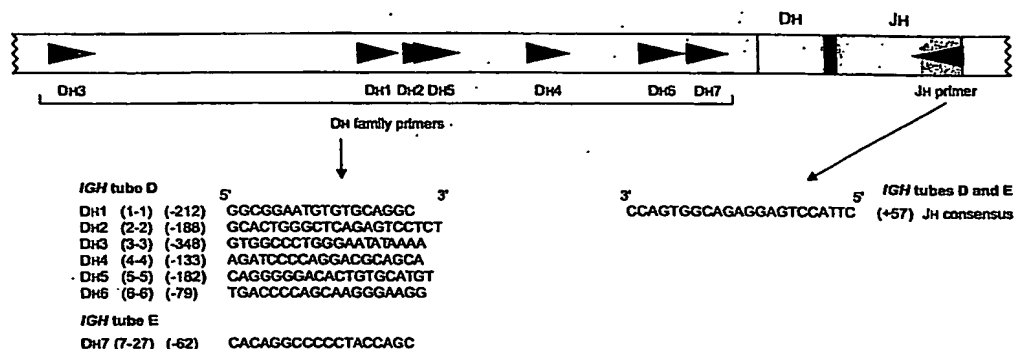 DH JH
DH3 DH1 DH2 DH5 DH4 DH6 DH7 JH primer
DH family primers
IGH tube D 5' 3' 3' 5' IGH tubes D and E
CCAGTGGCAGAGGAGTCCATTC (+57) JH consensus
DH1 (1-1) (-212) GGCGGAATGTGTGCAGGC
DH2 (2-2) (-188) GCACTGGGCTCAGAGTCCTCT
DH3 (3-3) (-348) GTGGCCCTGGGAATATAAAA
DH4 (4-4) (-133) AGATCCCCAGGACGCAGCA
DH5 (5-5) (-182) CAGGGGGACACTGTGCATGT
DH6 (6-6) (-79) TGACCCCAGCAAGGGAAGG
IGH tube E
DH7 (7-27) (-62) CACAGGCCCCCTACCAGC